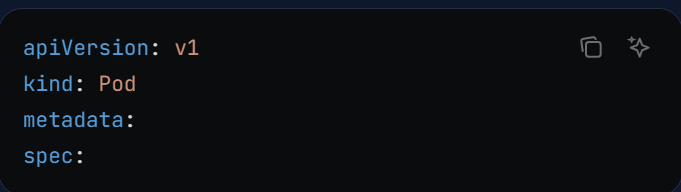 apiVersion: v1
kind: Pod
metadata:
spec: